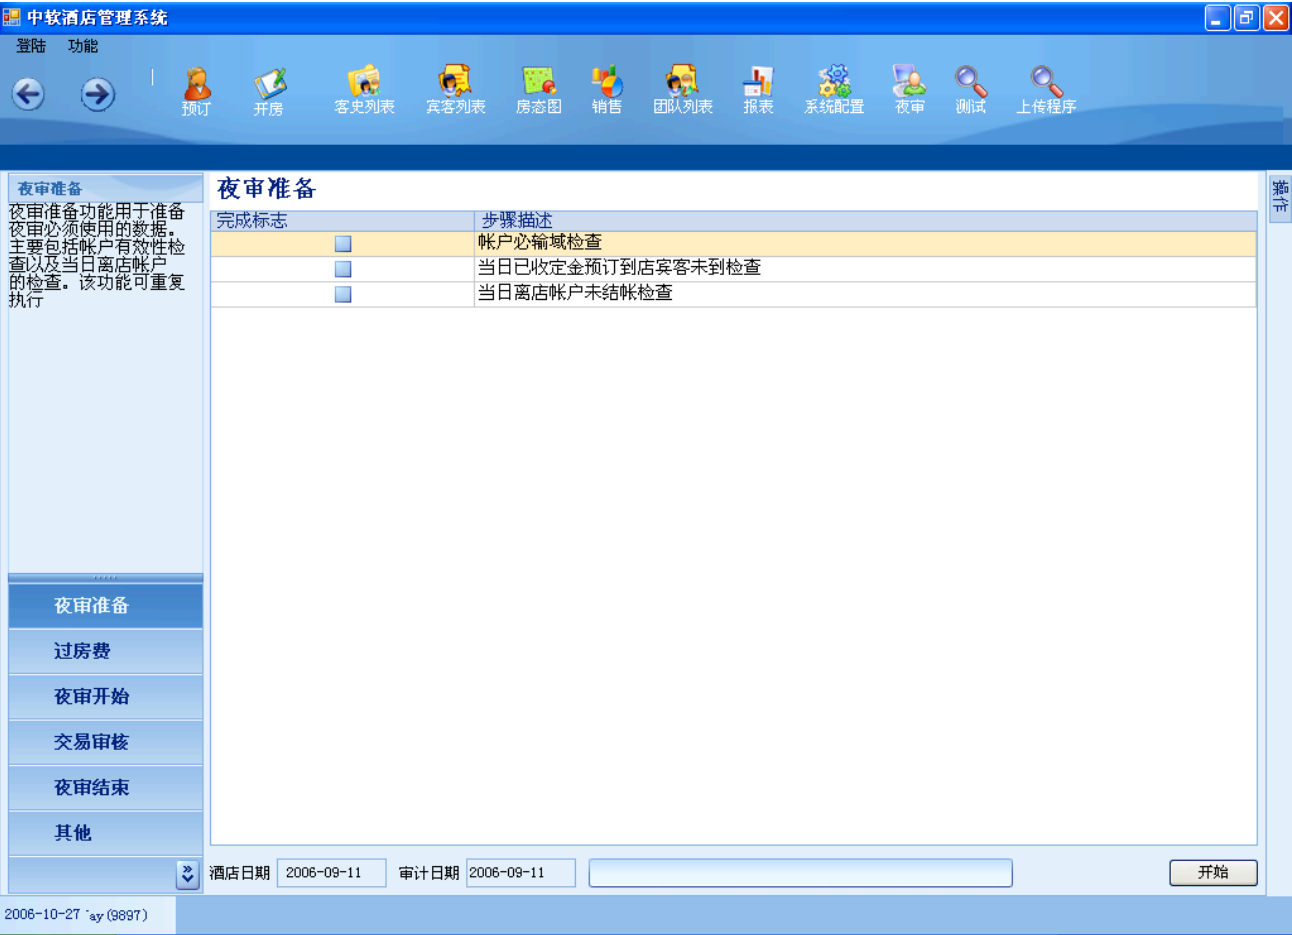 中软酒店管理系统
登陆 功能
预订 开房 客史列表 宾客列表 房态图 销售 团队列表 报表 系统配置 夜审 测试 上传程序
夜审准备
夜审准备功能用于准备
夜审必须使用的数据。
主要包括帐户有效性检
查以及当日离店帐户
的检查。该功能可重复
执行
夜审准备
完成标志 步骤描述
帐户必输域检查
当日已收定金预订到店宾客未到检查
当日离店帐户未结帐检查
操作
夜审准备
过房费
夜审开始
交易审核
夜审结束
其他
酒店日期 2006-09-11 审计日期 2006-09-11 开始
2006-10-27 ay(9897)